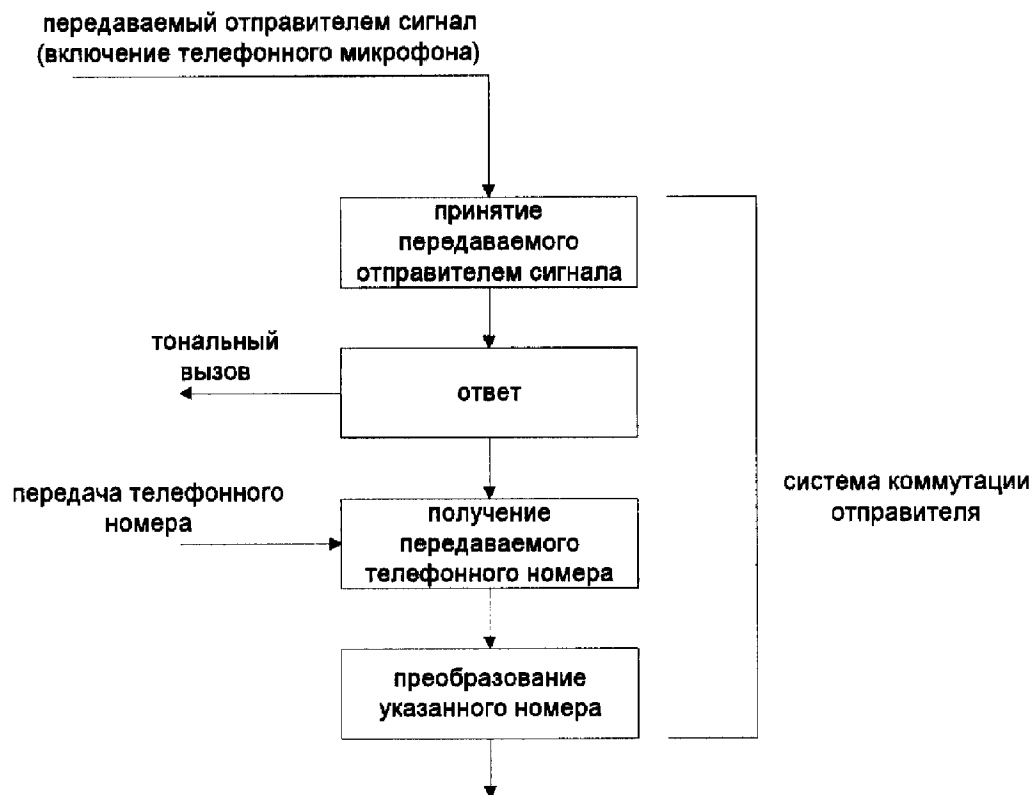 передаваемый отправителем сигнал
(включение телефонного микрофона)
принятие
передаваемого
отправителем сигнала
тональный
вызов
ответ
передача телефонного
номера
получение
передаваемого
телефонного номера
система коммутации
отправителя
преобразование
указанного номера